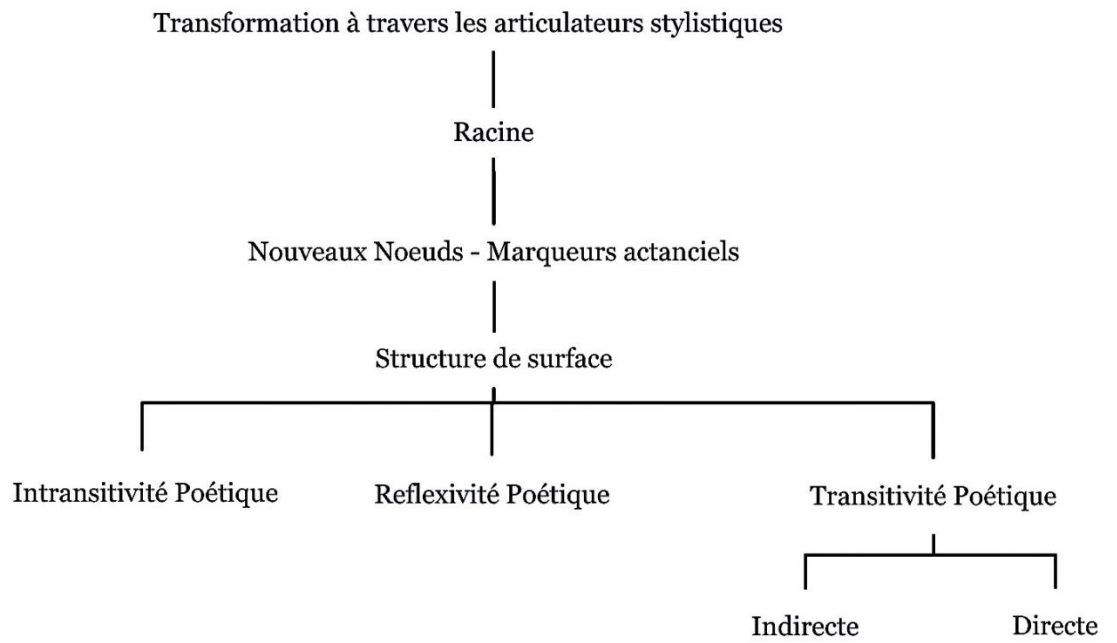 Transformation à travers les articulateurs stylistiques
Racine
Nouveaux Noeuds - Marqueurs actanciels
Structure de surface
Intransitivité Poétique
Reflexivité Poétique
Transitivité Poétique
Indirecte
Directe